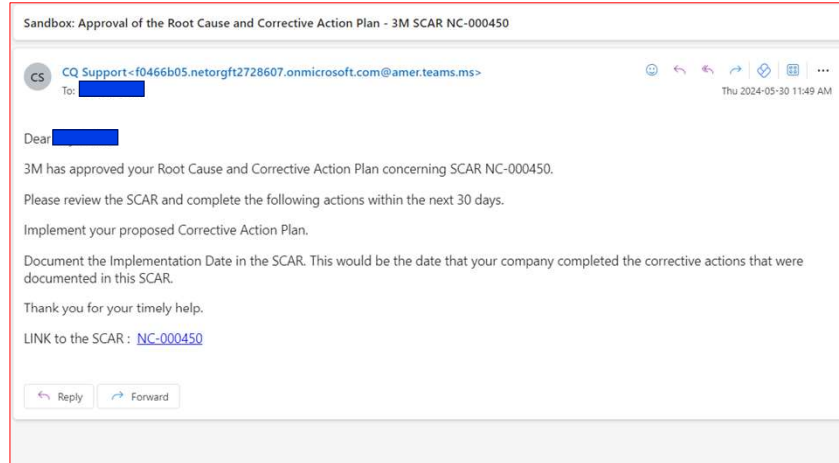 Sandbox: Approval of the Root Cause and Corrective Action Plan - 3M SCAR NC-000450
CS
CQ Support<f0466b05.netorgft2728607.onmicrosoft.com@amer.teams.ms>
To:
Thu 2024-05-30 11:49 AM
Dear
3M has approved your Root Cause and Corrective Action Plan concerning SCAR NC-000450.
Please review the SCAR and complete the following actions within the next 30 days.
Implement your proposed Corrective Action Plan.
Document the Implementation Date in the SCAR. This would be the date that your company completed the corrective actions that were
documented in this SCAR.
Thank you for your timely help.
LINK to the SCAR : NC-000450
Reply
Forward